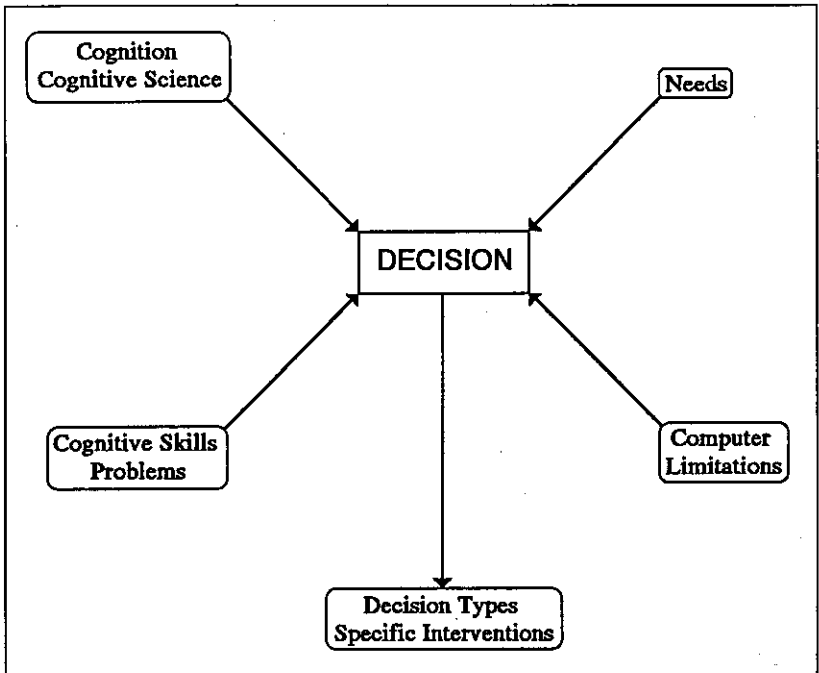 Cognition
Cognitive Science
Needs
DECISION
Cognitive Skills
Problems
Computer
Limitations
Decision Types
Specific Interventions